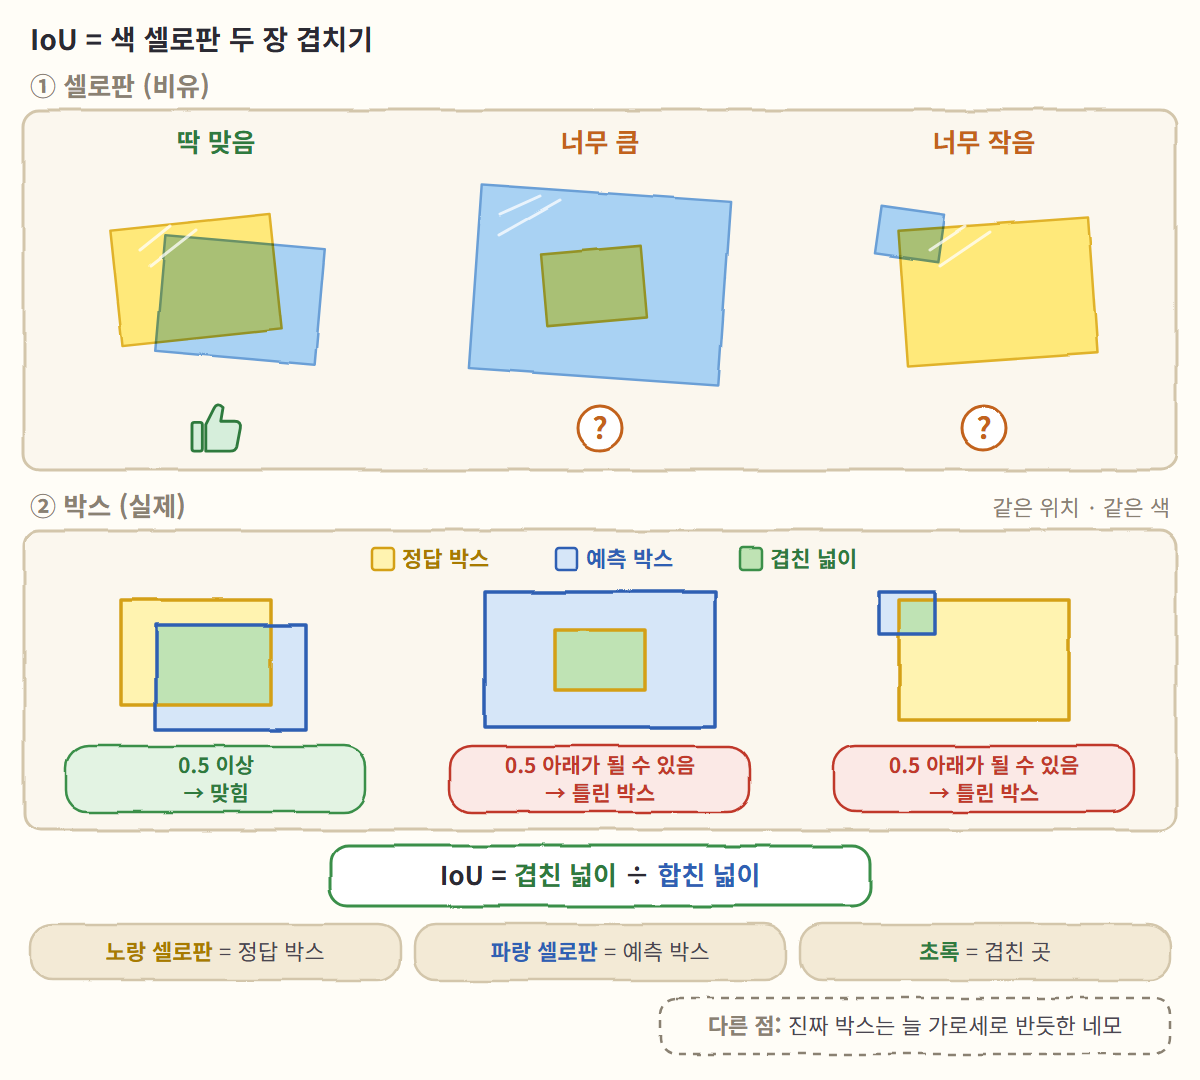 IoU = 색 셀로판 두 장 겹치기
① 셀로판 (비유)
딱 맞음
너무 큼
너무 작음
?
?
② 박스 (실제)
같은 위치 · 같은 색
정답 박스
예측 박스
겹친 넓이
0.5 이상
→ 맞힘
0.5 아래가 될 수 있음
→ 틀린 박스
0.5 아래가 될 수 있음
→ 틀린 박스
IoU = 겹친 넓이 ÷ 합친 넓이
노랑 셀로판 = 정답 박스
파랑 셀로판 = 예측 박스
초록 = 겹친 곳
다른 점: 진짜 박스는 늘 가로세로 반듯한 네모